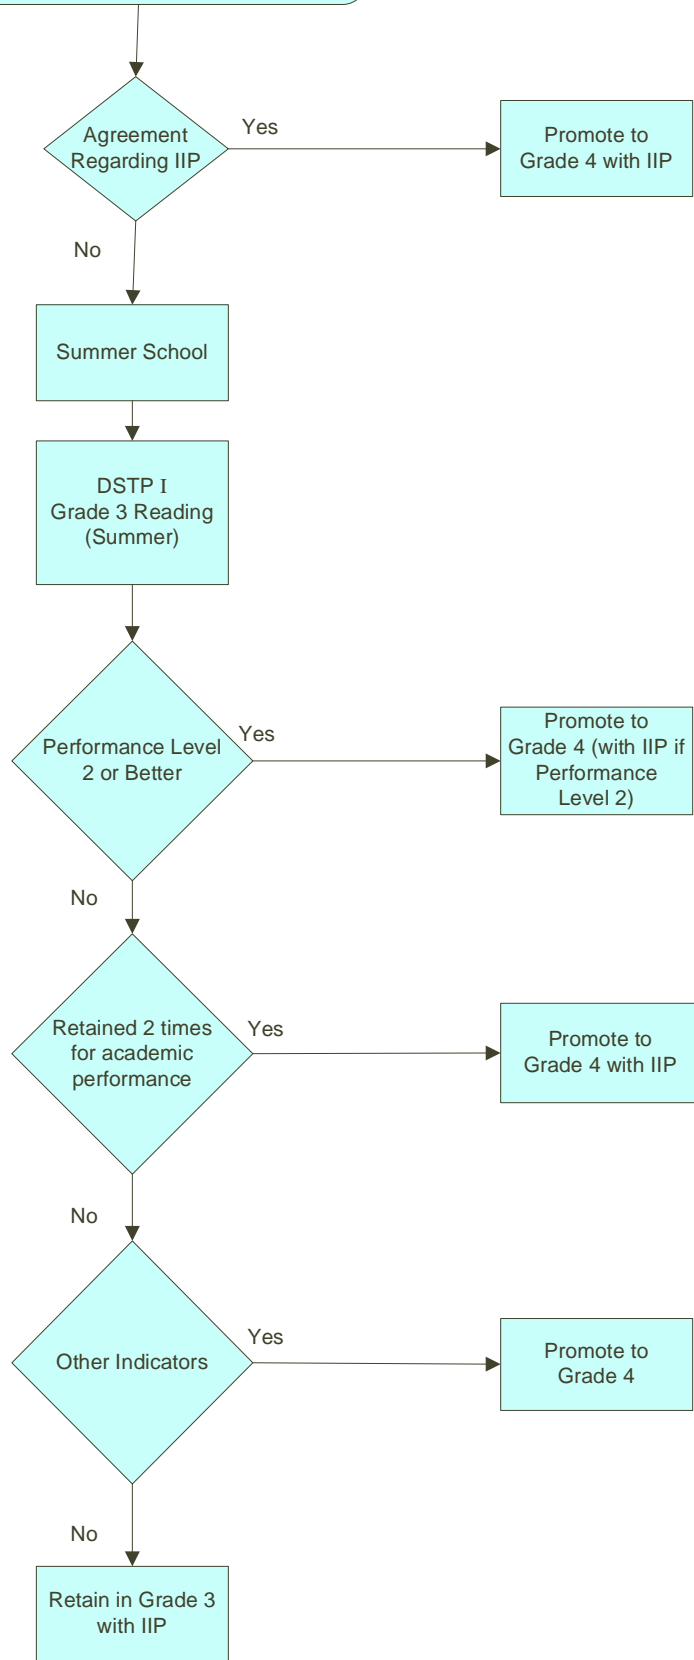 Agreement
Regarding IIP
Yes
Promote to
Grade 4 with IIP
No
Summer School
DSTP I
Grade 3 Reading
(Summer)
Performance Level
2 or Better
Yes
Promote to
Grade 4 (with IIP if
Performance
Level 2)
No
Retained 2 times
for academic
performance
Yes
Promote to
Grade 4 with IIP
No
Other Indicators
Yes
Promote to
Grade 4
No
Retain in Grade 3
with IIP